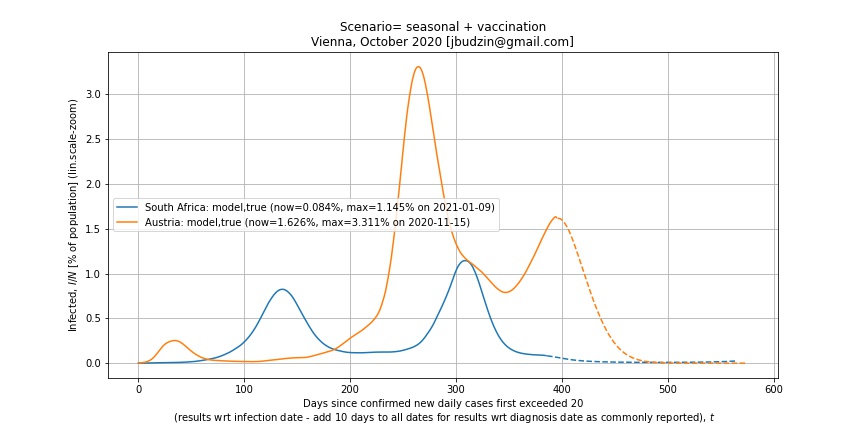 Scenario= seasonal + vaccination
Vienna, October 2020 [jbudzin@gmail.com]
Infected, I/N [% of population] (lin.scale-zoom)
3.0
2.5
2.0
1.5
1.0
0.5
0.0
South Africa: model,true (now=0.084%, max=1.145% on 2021-01-09)
Austria: model,true (now=1.626%, max=3.311% on 2020-11-15)
0 100 200 300 400 500 600
Days since confirmed new daily cases first exceeded 20
(results wrt infection date - add 10 days to all dates for results wrt diagnosis date as commonly reported), t